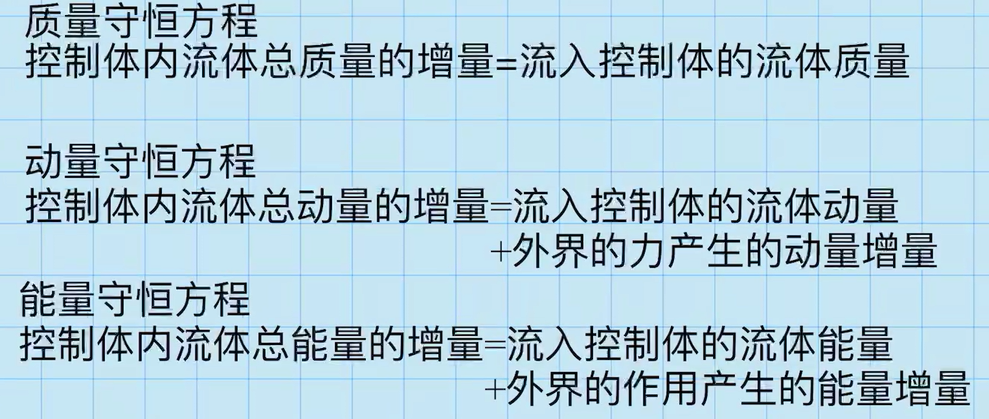 质量守恒方程
控制体内流体总质量的增量=流入控制体的流体质量
动量守恒方程
控制体内流体总动量的增量=流入控制体的流体动量
+外界的力产生的动量增量
能量守恒方程
控制体内流体总能量的增量=流入控制体的流体能量
+外界的作用产生的能量增量